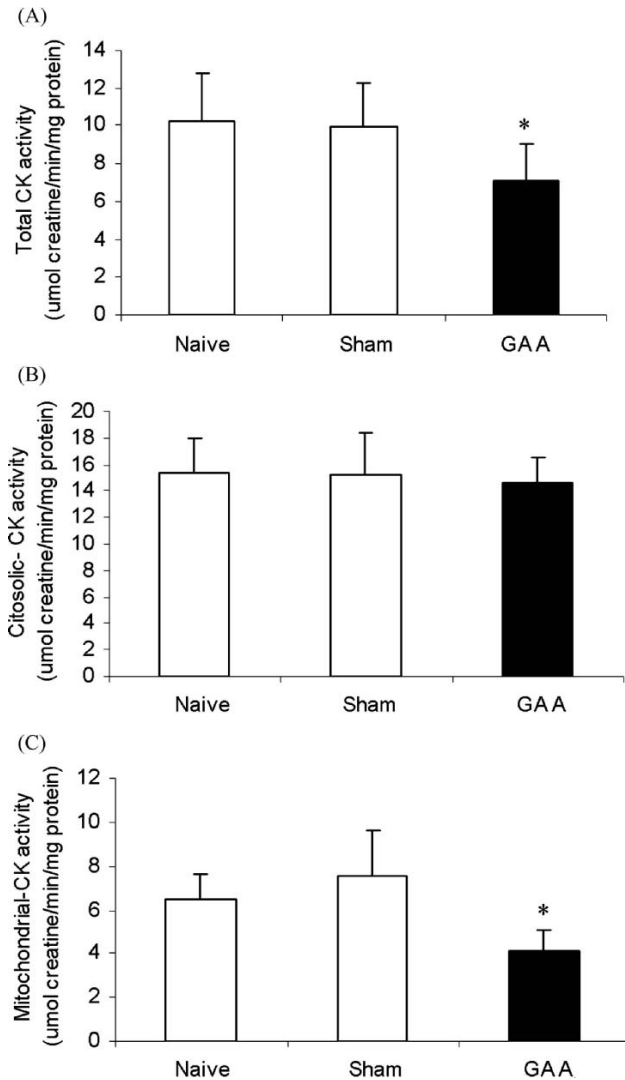 (A)
Total CK activity
(umol creatine/min/mg protein)
14
12
10
8
6
4
2
0
*
Naive Sham GAA
(B)
Citosolic- CK activity
(umol creatine/min/mg protein)
20
18
16
14
12
10
8
6
4
2
0
Naive Sham GAA
(C)
Mitochondrial-CK activity
(umol creatine/min/mg protein)
12
10
8
6
4
2
0
*
Naive Sham GAA